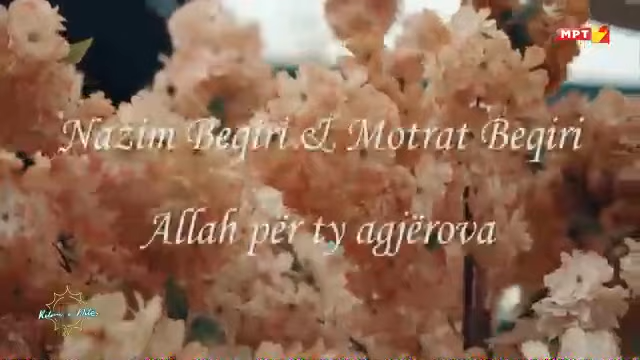 МРТ 2
Nazim Beqiri & Motrat Beqiri
Allah për ty agjërova